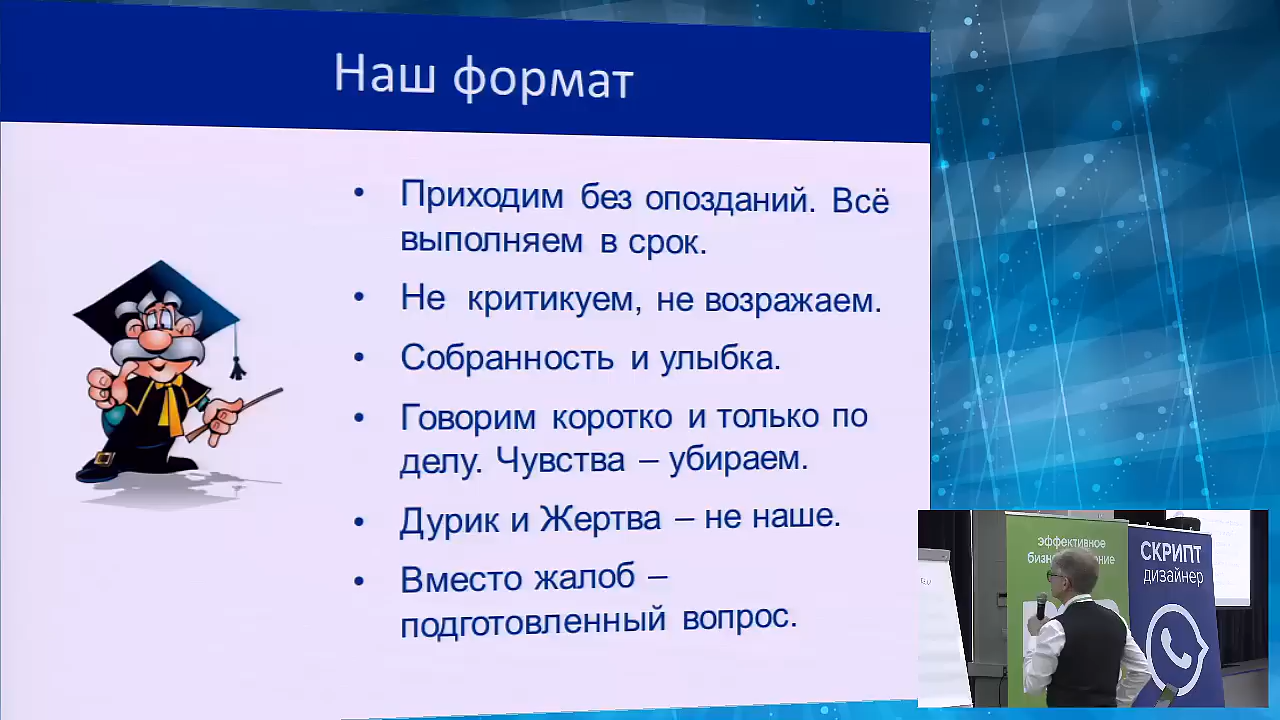 Наш формат
• Приходим без опозданий. Всё
выполняем в срок.
• Не критикуем, не возражаем.
• Собранность и улыбка.
• Говорим коротко и только по
делу. Чувства – убираем.
• Дурик и Жертва – не наше.
• Вместо жалоб –
подготовленный вопрос.
эффективное
СКРИПТ
дизайнер